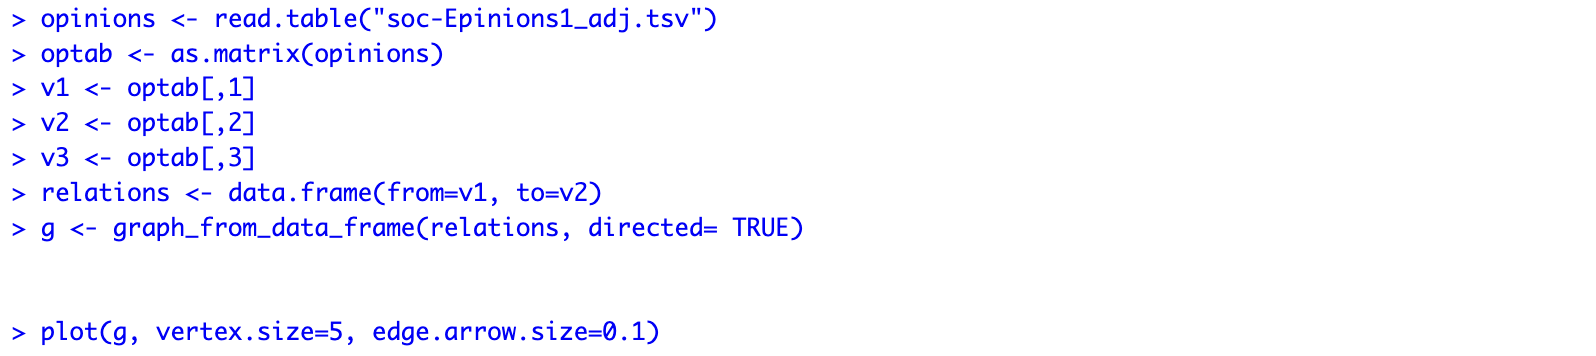 > opinions <- read.table("soc-Epinions1_adj.tsv")
> optab <- as.matrix(opinions)
> v1 <- optab[,1]
> v2 <- optab[,2]
> v3 <- optab[,3]
> relations <- data.frame(from=v1, to=v2)
> g <- graph_from_data_frame(relations, directed= TRUE)
> plot(g, vertex.size=5, edge.arrow.size=0.1)